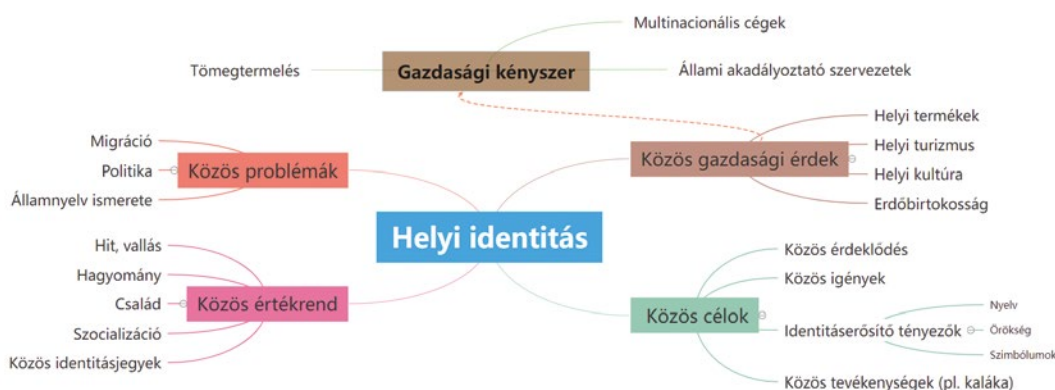 Multinacionális cégek
Tömegtermelés
Gazdasági kényszer
Állami akadályoztató szervezetek
Migráció
Politika
Államnyelv ismerete
Közös problémák
Közös gazdasági érdek
Helyi termékek
Helyi turizmus
Helyi kultúra
Erdőbirtokosság
Helyi identitás
Hit, vallás
Hagyomány
Család
Szocializáció
Közös identitásjegyek
Közös értékrend
Közös célok
Közös érdeklődés
Közös igények
Identitáserősítő tényezők
Nyelv
Örökség
Szimbólumok
Közös tevékenységek (pl. kaláka)